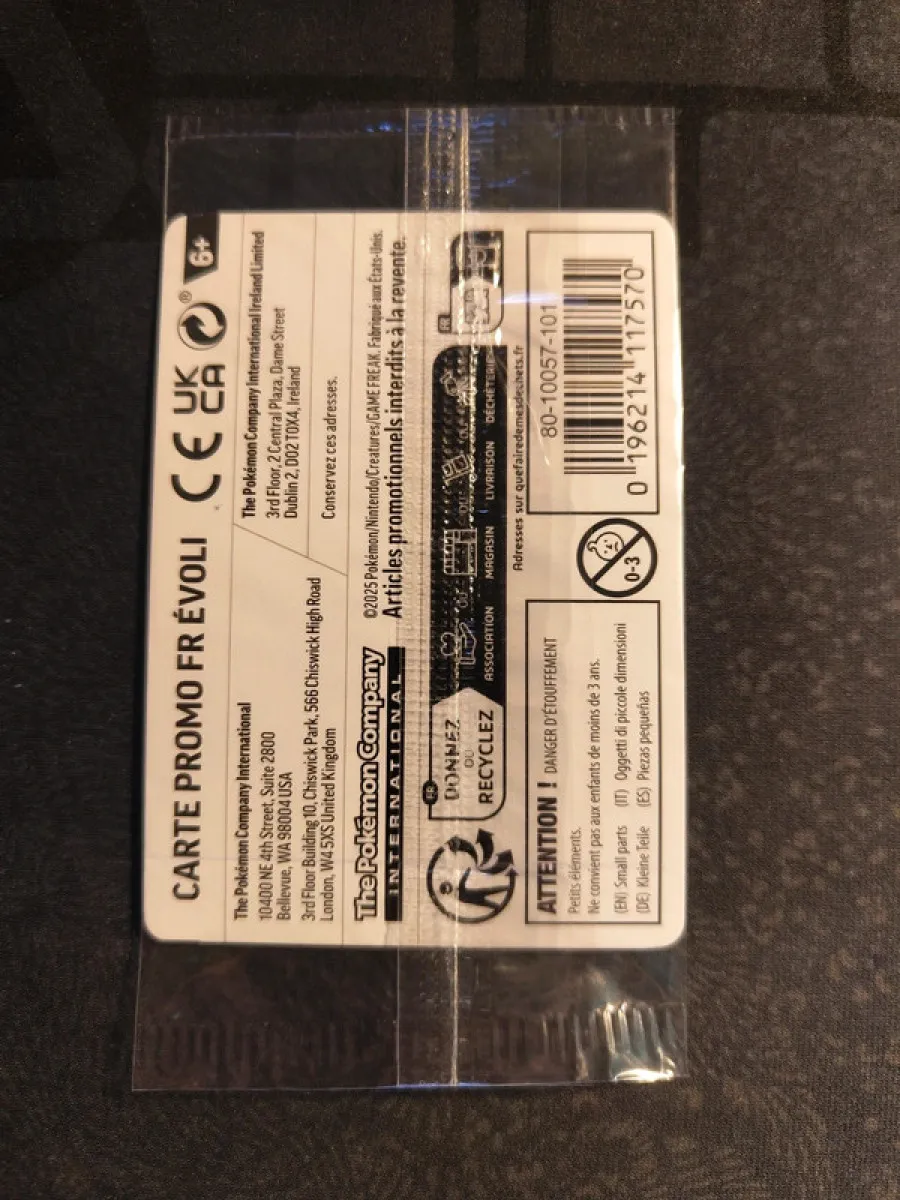 CARTE PROMO FR ÉVOLI CE UK CA ® 6+
The Pokémon Company International
10400 NE 4th Street, Suite 2800
Bellevue, WA 98004 USA
3rd Floor Building 10, Chiswick Park, 566 Chiswick High Road
London, W4 5XS United Kingdom
The Pokémon Company International Ireland Limited
3rd Floor, 2 Central Plaza, Dame Street
Dublin 2, D02 T0X4, Ireland
Conservez ces adresses.
The Pokémon Company
INTERNATIONAL
©2025 Pokémon/Nintendo/Creatures/GAME FREAK. Fabriqué aux États-Unis.
Articles promotionnels interdits à la revente.
FR
DONNEZ
OU
RECYCLEZ
ASSOCIATION
OU
MAGASIN
OU
LIVRAISON
DÉCHÈTERIE
FR
Adresses sur quefairedemesdechets.fr
ATTENTION ! DANGER D'ÉTOUFFEMENT
Petits éléments.
Ne convient pas aux enfants de moins de 3 ans.
(EN) Small parts (IT) Oggetti di piccole dimensioni
(DE) Kleine Teile (ES) Piezas pequeñas
0-3
80-10057-101
0 196214 117570